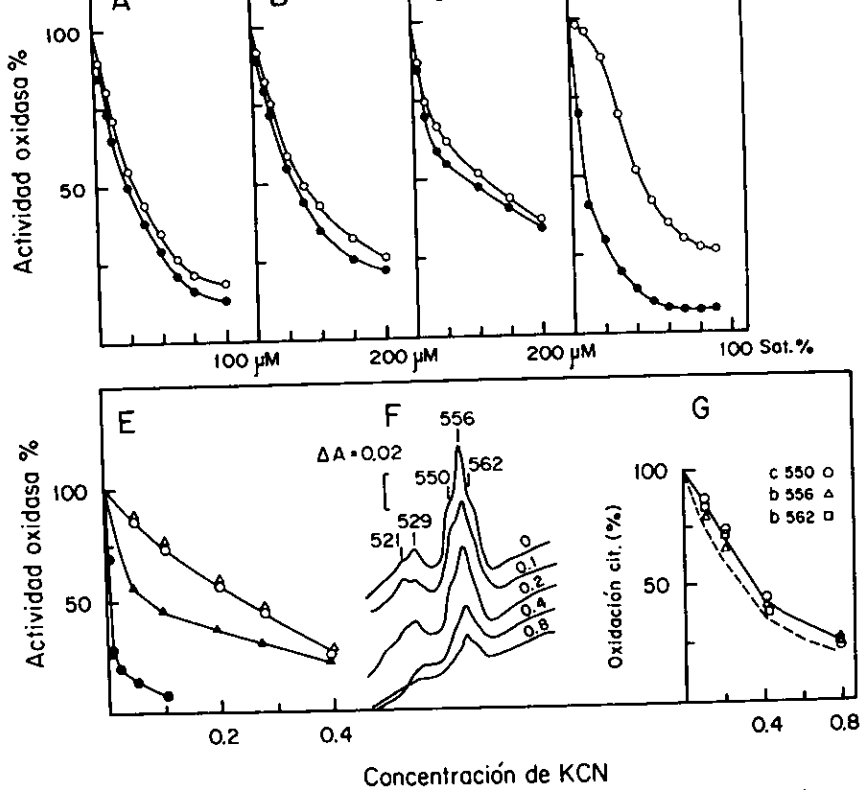 A
100
50
Actividad oxidasa %
100 µM
200 µM
200 µM
100 Sat. %
E
100
50
Actividad oxidasa %
0.2
0.4
F
ΔA = 0.02
556
550
562
529
521
0
0.1
0.2
0.4
0.8
G
100
50
Oxidación cit. (%)
c 550
b 556
b 562
0.4
0.8
Concentración de KCN